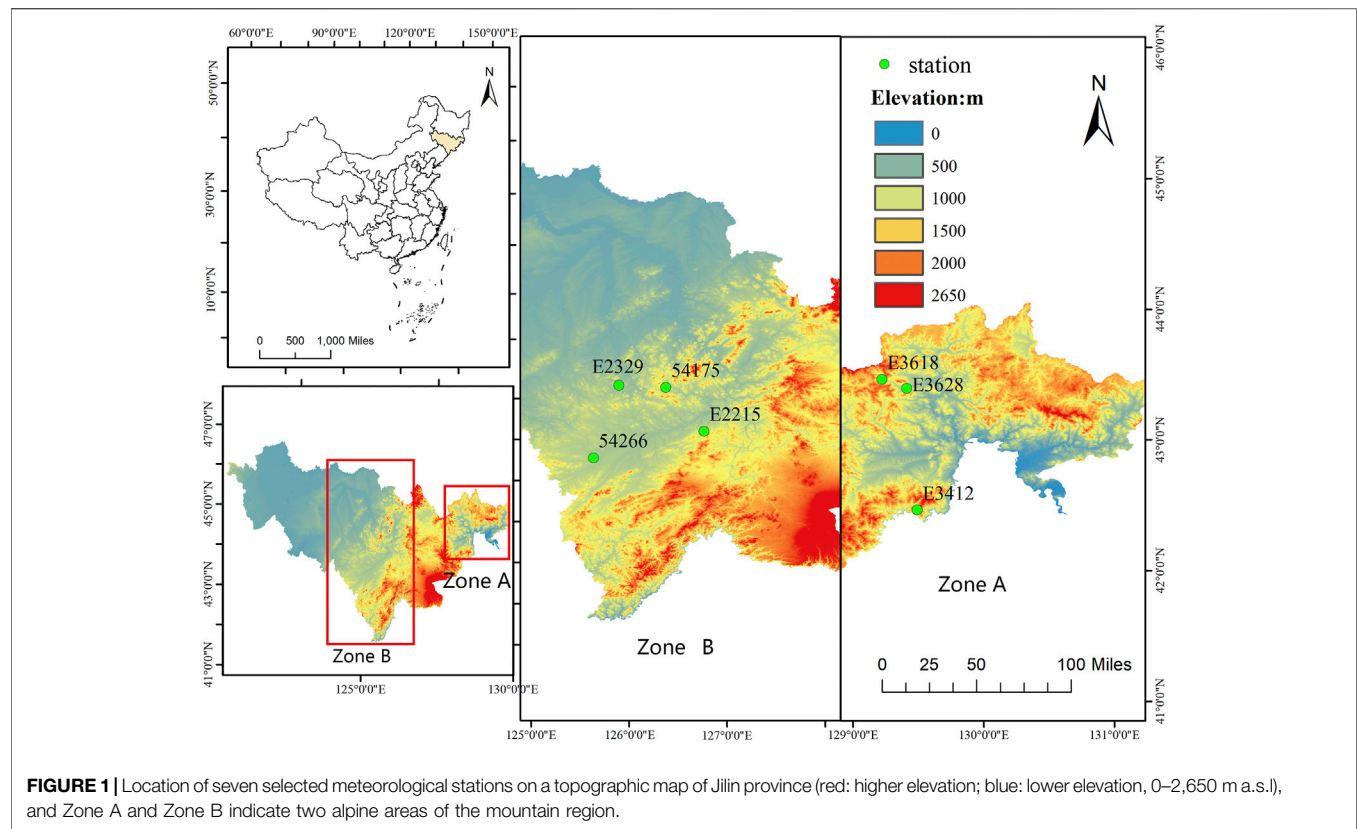 60°0'0"E 90°0'0"E 120°0'0"E 150°0'0"E
50°0'0"N
30°0'0"N
10°0'0"N
N
0 500 1,000 Miles
47°0'0"N
45°0'0"N
43°0'0"N
41°0'0"N
Zone A
Zone B
125°0'0"E 130°0'0"E
E2329
54175
E2215
54266
Zone B
125°0'0"E 126°0'0"E 127°0'0"E
station
Elevation:m
0
500
1000
1500
2000
2650
N
E3618
E3628
E3412
Zone A
0 25 50 100 Miles
129°0'0"E 130°0'0"E 131°0'0"E
46°0'0"N
45°0'0"N
44°0'0"N
43°0'0"N
42°0'0"N
41°0'0"N
FIGURE 1 | Location of seven selected meteorological stations on a topographic map of Jilin province (red: higher elevation; blue: lower elevation, 0–2,650 m a.s.l),
and Zone A and Zone B indicate two alpine areas of the mountain region.